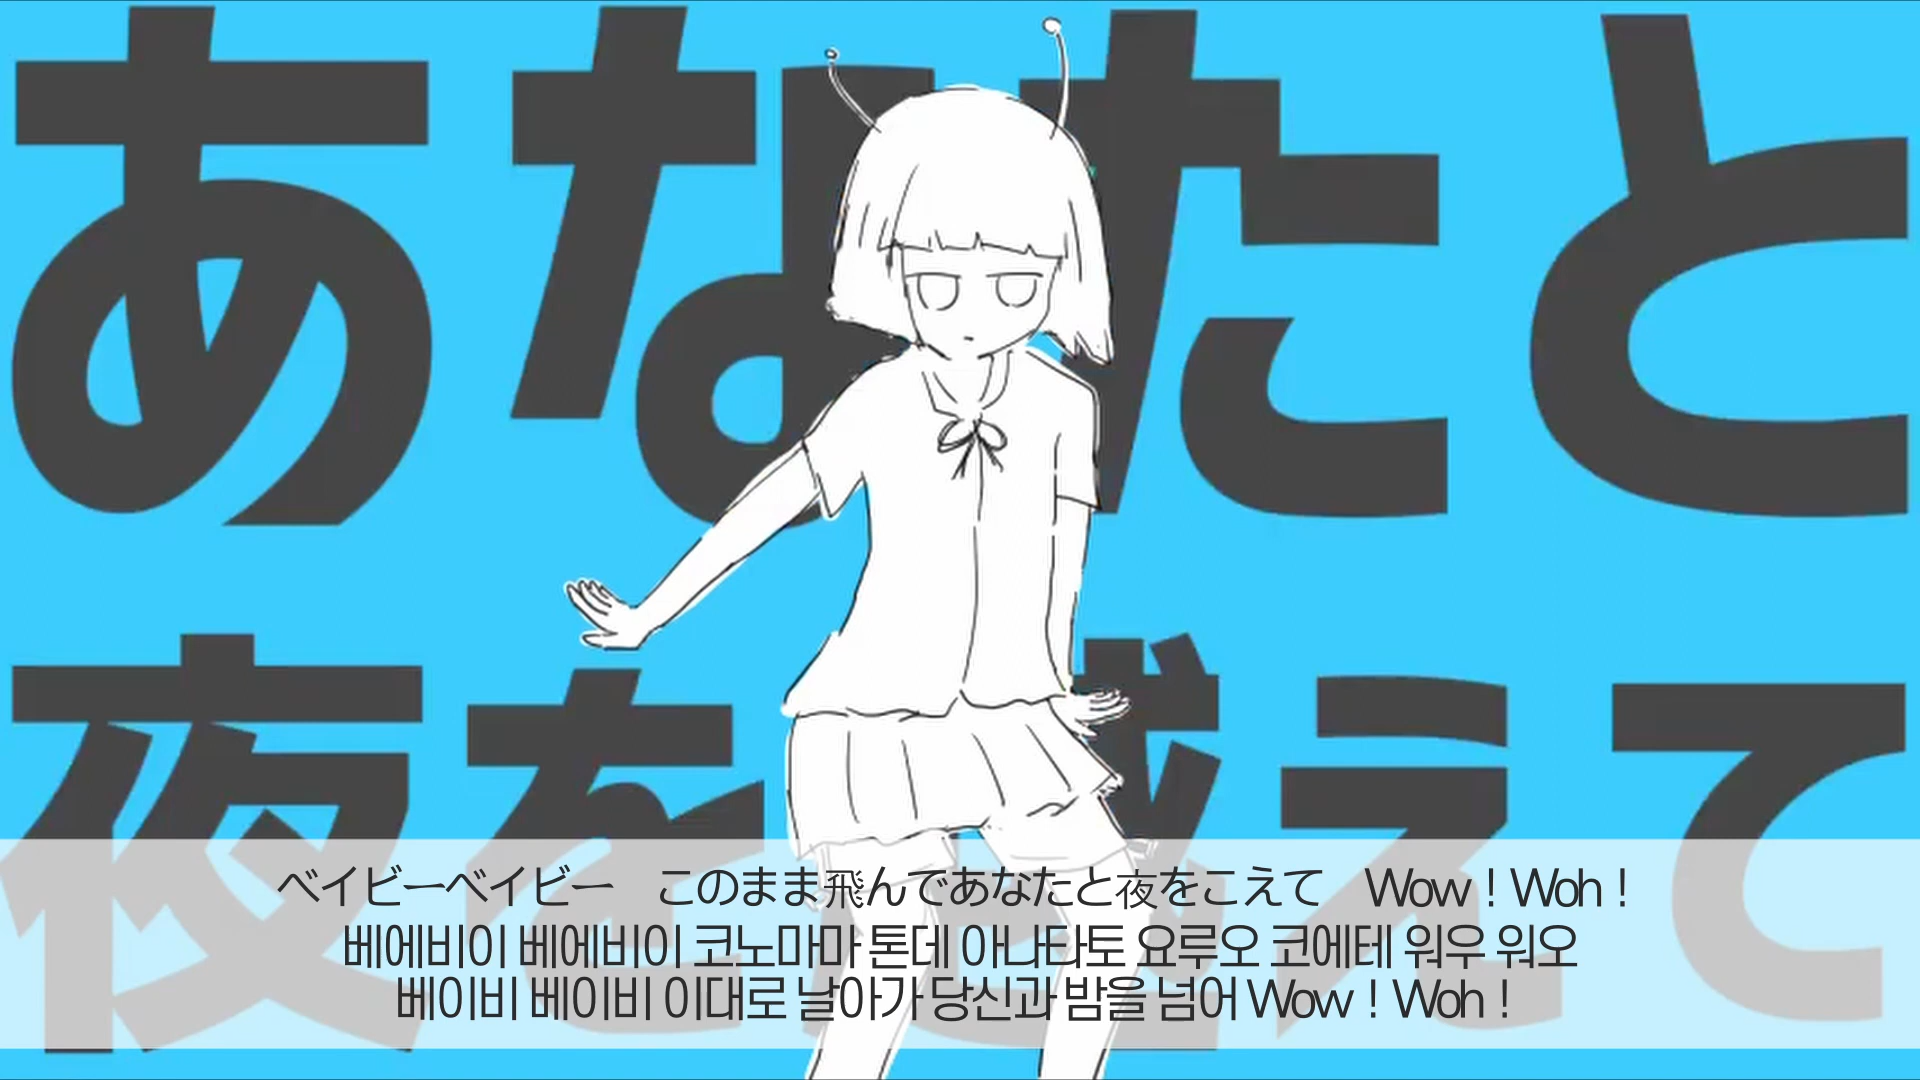 あなたと
夜を越えて
ベイビーベイビー　このまま飛んであなたと夜をこえて　Wow！Woh！
베에비이 베에비이 코노마마 톤데 아나타토 요루오 코에테 워우 워오
베이비 베이비 이대로 날아가 당신과 밤을 넘어 Wow！Woh！